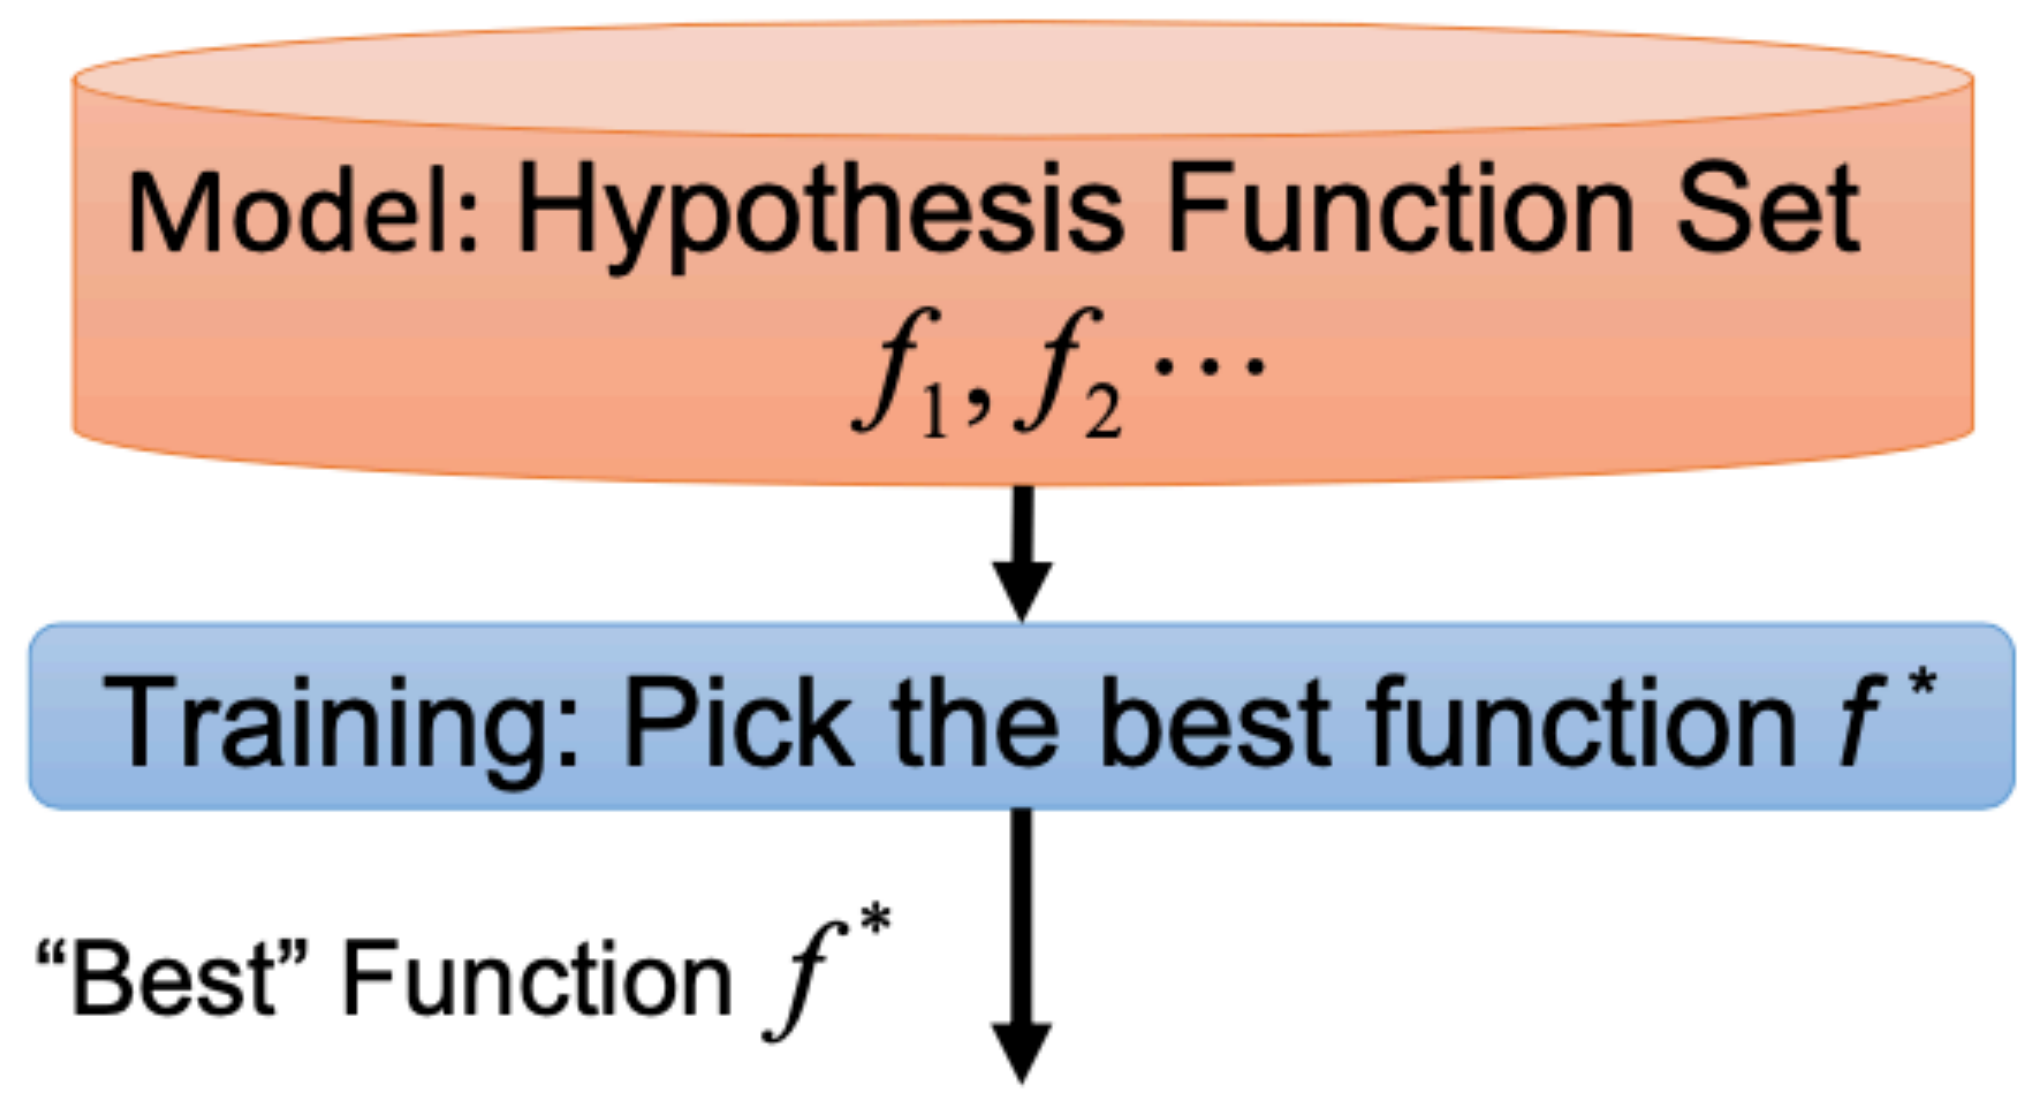 Model: Hypothesis Function Set
f₁, f₂ ⋯
Training: Pick the best function f *
“Best” Function f *